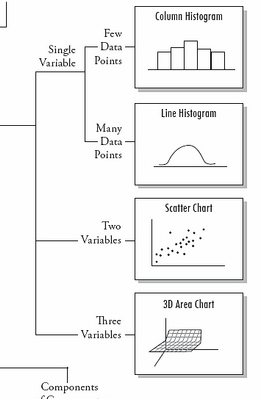 Column Histogram
Few
Data
Points
Single
Variable
Line Histogram
Many
Data
Points
Scatter Chart
Two
Variables
3D Area Chart
Three
Variables
Components